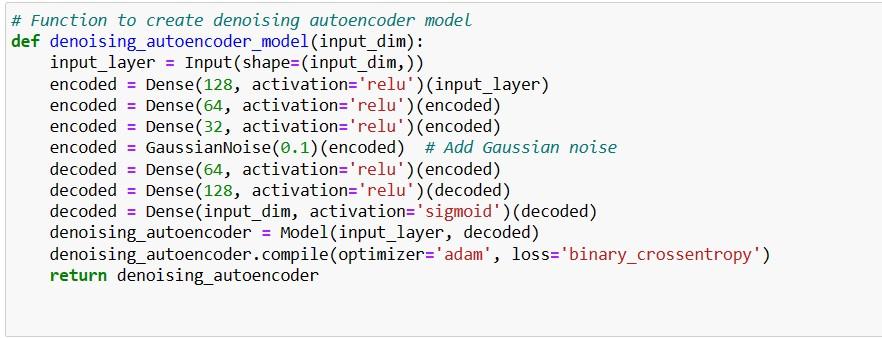 # Function to create denoising autoencoder model
def denoising_autoencoder_model(input_dim):
    input_layer = Input(shape=(input_dim,))
    encoded = Dense(128, activation='relu')(input_layer)
    encoded = Dense(64, activation='relu')(encoded)
    encoded = Dense(32, activation='relu')(encoded)
    encoded = GaussianNoise(0.1)(encoded)  # Add Gaussian noise
    decoded = Dense(64, activation='relu')(encoded)
    decoded = Dense(128, activation='relu')(decoded)
    decoded = Dense(input_dim, activation='sigmoid')(decoded)
    denoising_autoencoder = Model(input_layer, decoded)
    denoising_autoencoder.compile(optimizer='adam', loss='binary_crossentropy')
    return denoising_autoencoder